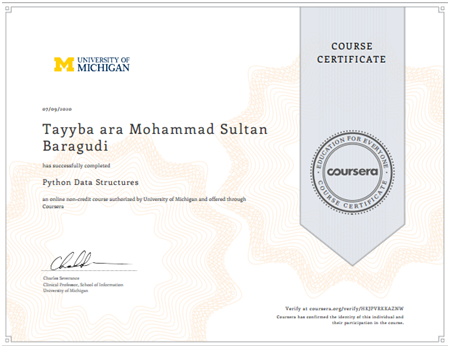 UNIVERSITY OF
MICHIGAN
COURSE
CERTIFICATE
07/09/2020
Tayyba ara Mohammad Sultan
Baragudi
has successfully completed
Python Data Structures
an online non-credit course authorized by University of Michigan and offered through
Coursera
EDUCATION FOR EVERYONE
coursera
COURSE CERTIFICATE
Charles Severance
Clinical Professor, School of Information
University of Michigan
Verify at coursera.org/verify/HKJPVRKEAZNW
Coursera has confirmed the identity of this individual and
their participation in the course.